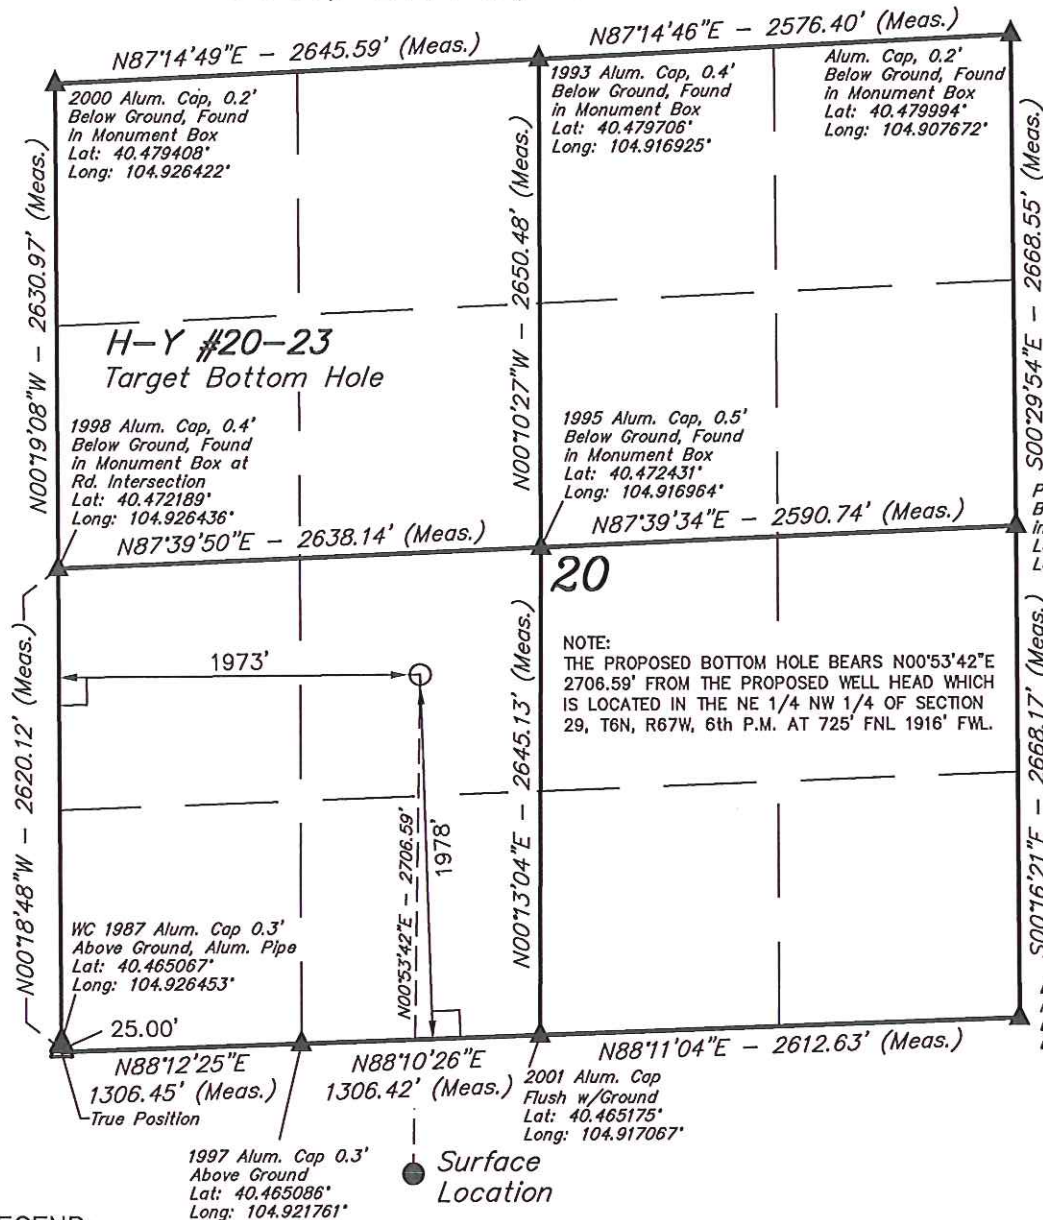 N87°14'49"E - 2645.59' (Meas.)
N87°14'46"E - 2576.40' (Meas.)
2000 Alum. Cap, 0.2'
Below Ground, Found
in Monument Box
Lat: 40.479408°
Long: 104.926422°
1993 Alum. Cap, 0.4'
Below Ground, Found
in Monument Box
Lat: 40.479706°
Long: 104.916925°
Alum. Cap, 0.2'
Below Ground, Found
in Monument Box
Lat: 40.479994°
Long: 104.907672°
N00°19'08"W - 2630.97' (Meas.)
N00°10'27"W - 2650.48' (Meas.)
S00°29'54"E - 2668.55' (Meas.)
H-Y #20-23
Target Bottom Hole
1998 Alum. Cap, 0.4'
Below Ground, Found
in Monument Box at
Rd. Intersection
Lat: 40.472189°
Long: 104.926436°
1995 Alum. Cap, 0.5'
Below Ground, Found
in Monument Box
Lat: 40.472431°
Long: 104.916964°
N87°39'50"E - 2638.14' (Meas.)
N87°39'34"E - 2590.74' (Meas.)
20
1973'
NOTE:
THE PROPOSED BOTTOM HOLE BEARS N00°53'42"E
2706.59' FROM THE PROPOSED WELL HEAD WHICH
IS LOCATED IN THE NE 1/4 NW 1/4 OF SECTION
29, T6N, R67W, 6th P.M. AT 725' FNL 1916' FWL.
N00°18'48"W - 2620.12' (Meas.)
N00°53'42"E - 2706.59'
1978'
N00°13'04"E - 2645.13' (Meas.)
S00°16'21"E - 2668.17' (Meas.)
WC 1987 Alum. Cap 0.3'
Above Ground, Alum. Pipe
Lat: 40.465067°
Long: 104.926453°
25.00'
N88°12'25"E
1306.45' (Meas.)
True Position
N88°10'26"E
1306.42' (Meas.)
N88°11'04"E - 2612.63' (Meas.)
2001 Alum. Cap
Flush w/Ground
Lat: 40.465175°
Long: 104.917067°
1997 Alum. Cap 0.3'
Above Ground
Lat: 40.465086°
Long: 104.921761°
Surface
Location